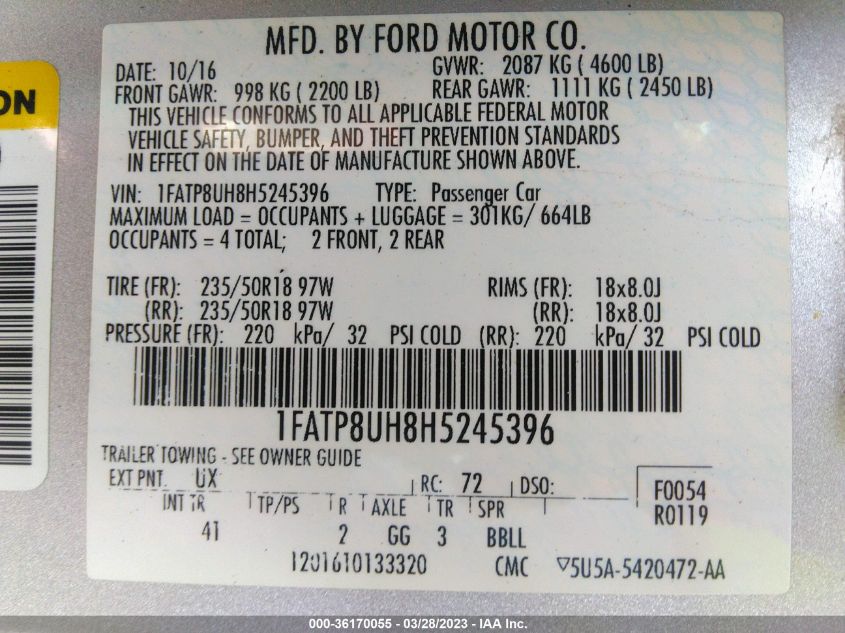 MFD. BY FORD MOTOR CO.
DATE: 10/16 GVWR: 2087 KG ( 4600 LB)
FRONT GAWR: 998 KG ( 2200 LB) REAR GAWR: 1111 KG ( 2450 LB)
THIS VEHICLE CONFORMS TO ALL APPLICABLE FEDERAL MOTOR
VEHICLE SAFETY, BUMPER, AND THEFT PREVENTION STANDARDS
IN EFFECT ON THE DATE OF MANUFACTURE SHOWN ABOVE.
VIN: 1FATP8UH8H5245396 TYPE: Passenger Car
MAXIMUM LOAD = OCCUPANTS + LUGGAGE = 301KG/ 664LB
OCCUPANTS = 4 TOTAL; 2 FRONT, 2 REAR
TIRE (FR): 235/50R18 97W RIMS (FR): 18x8.0J
(RR): 235/50R18 97W (RR): 18x8.0J
PRESSURE (FR): 220 kPa/ 32 PSI COLD (RR): 220 kPa/ 32 PSI COLD
1FATP8UH8H5245396
TRAILER TOWING - SEE OWNER GUIDE
EXT PNT. UX RC: 72 DSO: F0054
INT TR TP/PS R AXLE TR SPR R0119
41 2 GG 3 BBLL
1201610133320 CMC ▽5U5A-5420472-AA
ON
000-36170055 - 03/28/2023 - IAA Inc.